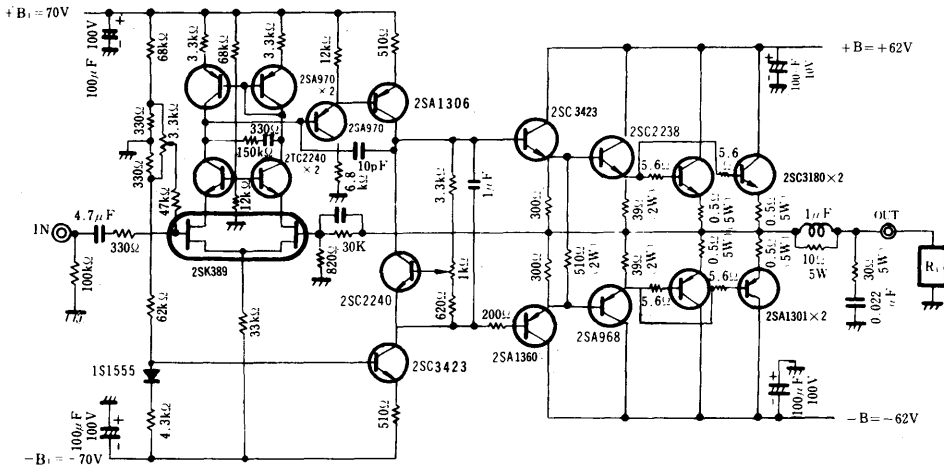 +B₁=70V
100μF 100V
68kΩ
3.3kΩ
68kΩ
3.3kΩ
12kΩ
510Ω
2SA970 ×2
2SA970
2SA1306
330Ω
3.3kΩ
330Ω
330Ω
150kΩ
10pF
6.8 kΩ
2TC2240 ×2
47kΩ
12kΩ
IN
4.7μF
330Ω
100kΩ
2SK389
820Ω
30K
3.3kΩ
1μF
1kΩ
620Ω
2SC2240
200Ω
62kΩ
33kΩ
1S1555
2SC3423
4.3kΩ
510Ω
100μF 100V
-B₁=-70V
+B=+62V
100μF 10V
2SC3423
2SC2238
5.6Ω
5.6
2SC3180×2
300Ω
39Ω 2W
0.5Ω 5W
0.5Ω 5W
300Ω
510Ω 2W
39Ω 2W
0.5Ω 5W
0.5Ω 5W
5.6Ω
5.6Ω
1μF
OUT
10Ω 5W
30Ω 5W
0.022 μF
2SA1360
2SA968
2SA1301×2
100μF 100V
-B=-62V